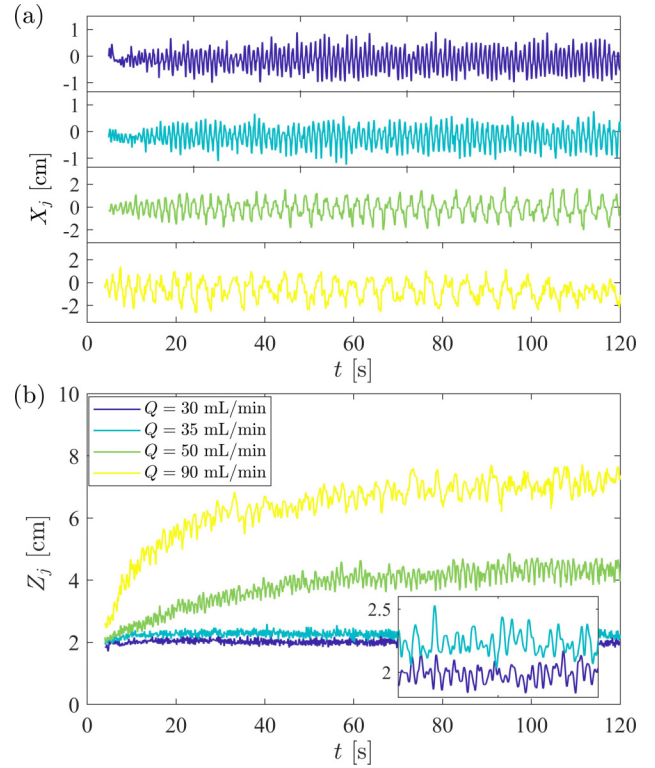 (a)
1
0
-1
1
0
-1
2
0
-2
2
0
-2
X_j [cm]
0 20 40 60 80 100 120
t [s]
(b)
10
8
6
4
2
0
Z_j [cm]
Q = 30 mL/min
Q = 35 mL/min
Q = 50 mL/min
Q = 90 mL/min
2.5
2
0 20 40 60 80 100 120
t [s]